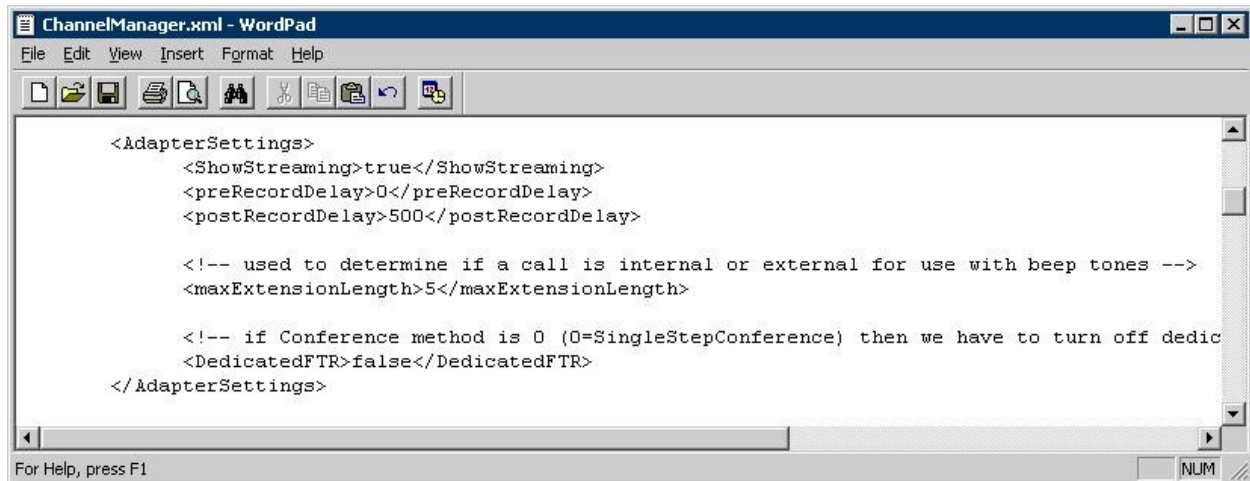 ChannelManager.xml - WordPad
File Edit View Insert Format Help
<AdapterSettings>
<ShowStreaming>true</ShowStreaming>
<preRecordDelay>0</preRecordDelay>
<postRecordDelay>500</postRecordDelay>
<!-- used to determine if a call is internal or external for use with beep tones -->
<maxExtensionLength>5</maxExtensionLength>
<!-- if Conference method is 0 (0=SingleStepConference) then we have to turn off dedic
<DedicatedFTR>false</DedicatedFTR>
</AdapterSettings>
For Help, press F1
NUM